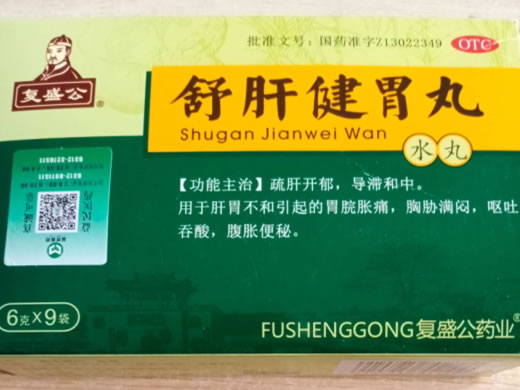 批准文号：国药准字Z13022349 OTC
复盛公®
舒肝健胃丸
Shugan Jianwei Wan
水丸
【功能主治】疏肝开郁，导滞和中。
用于肝胃不和引起的胃脘胀痛，胸胁满闷，呕吐
吞酸，腹胀便秘。
6克×9袋
FUSHENGGONG复盛公药业®